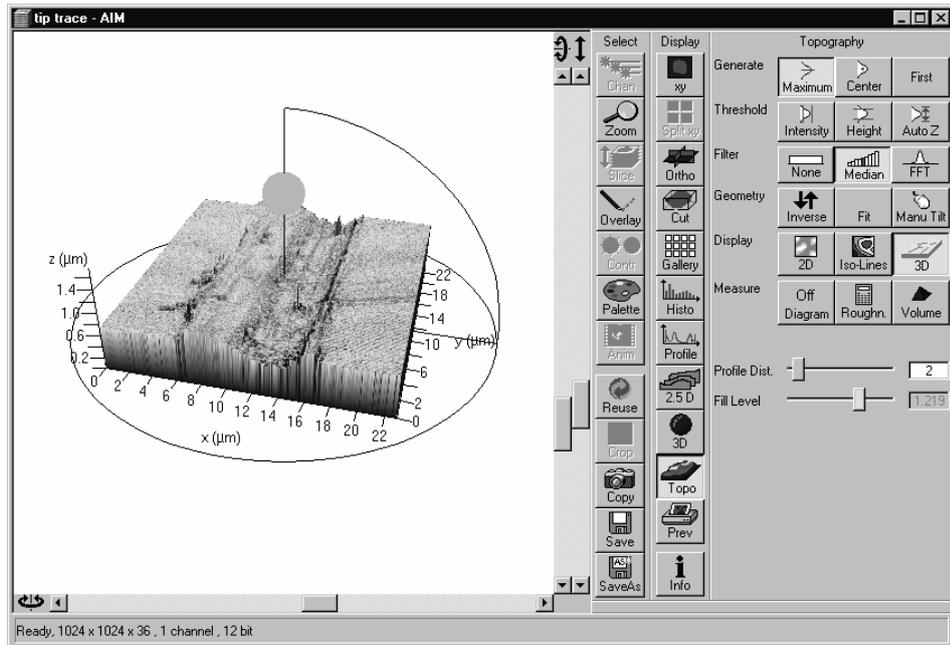 tip trace - AIM
Select
Display
Topography
Chan
xy
Generate
Maximum
Center
First
Zoom
Split xy
Threshold
Intensity
Height
Auto Z
Slice
Ortho
Filter
None
Median
FFT
Overlay
Cut
Geometry
Inverse
Fit
Manu Tilt
Contr
Gallery
Display
2D
Iso-Lines
3D
Palette
Histo
Measure
Off
Diagram
Roughn.
Volume
Anim
Profile
Profile Dist.
2
Reuse
2.5 D
Fill Level
1.219
Crop
3D
Copy
Topo
Save
Prev
AS
SaveAs
Info
z (µm)
1.4
1.0
0.6
0.2
0 2 4 6 8 10 12 14 16 18 20 22
x (µm)
22
18
14
10
y (µm)
6
2
0
Ready, 1024 x 1024 x 36 , 1 channel , 12 bit